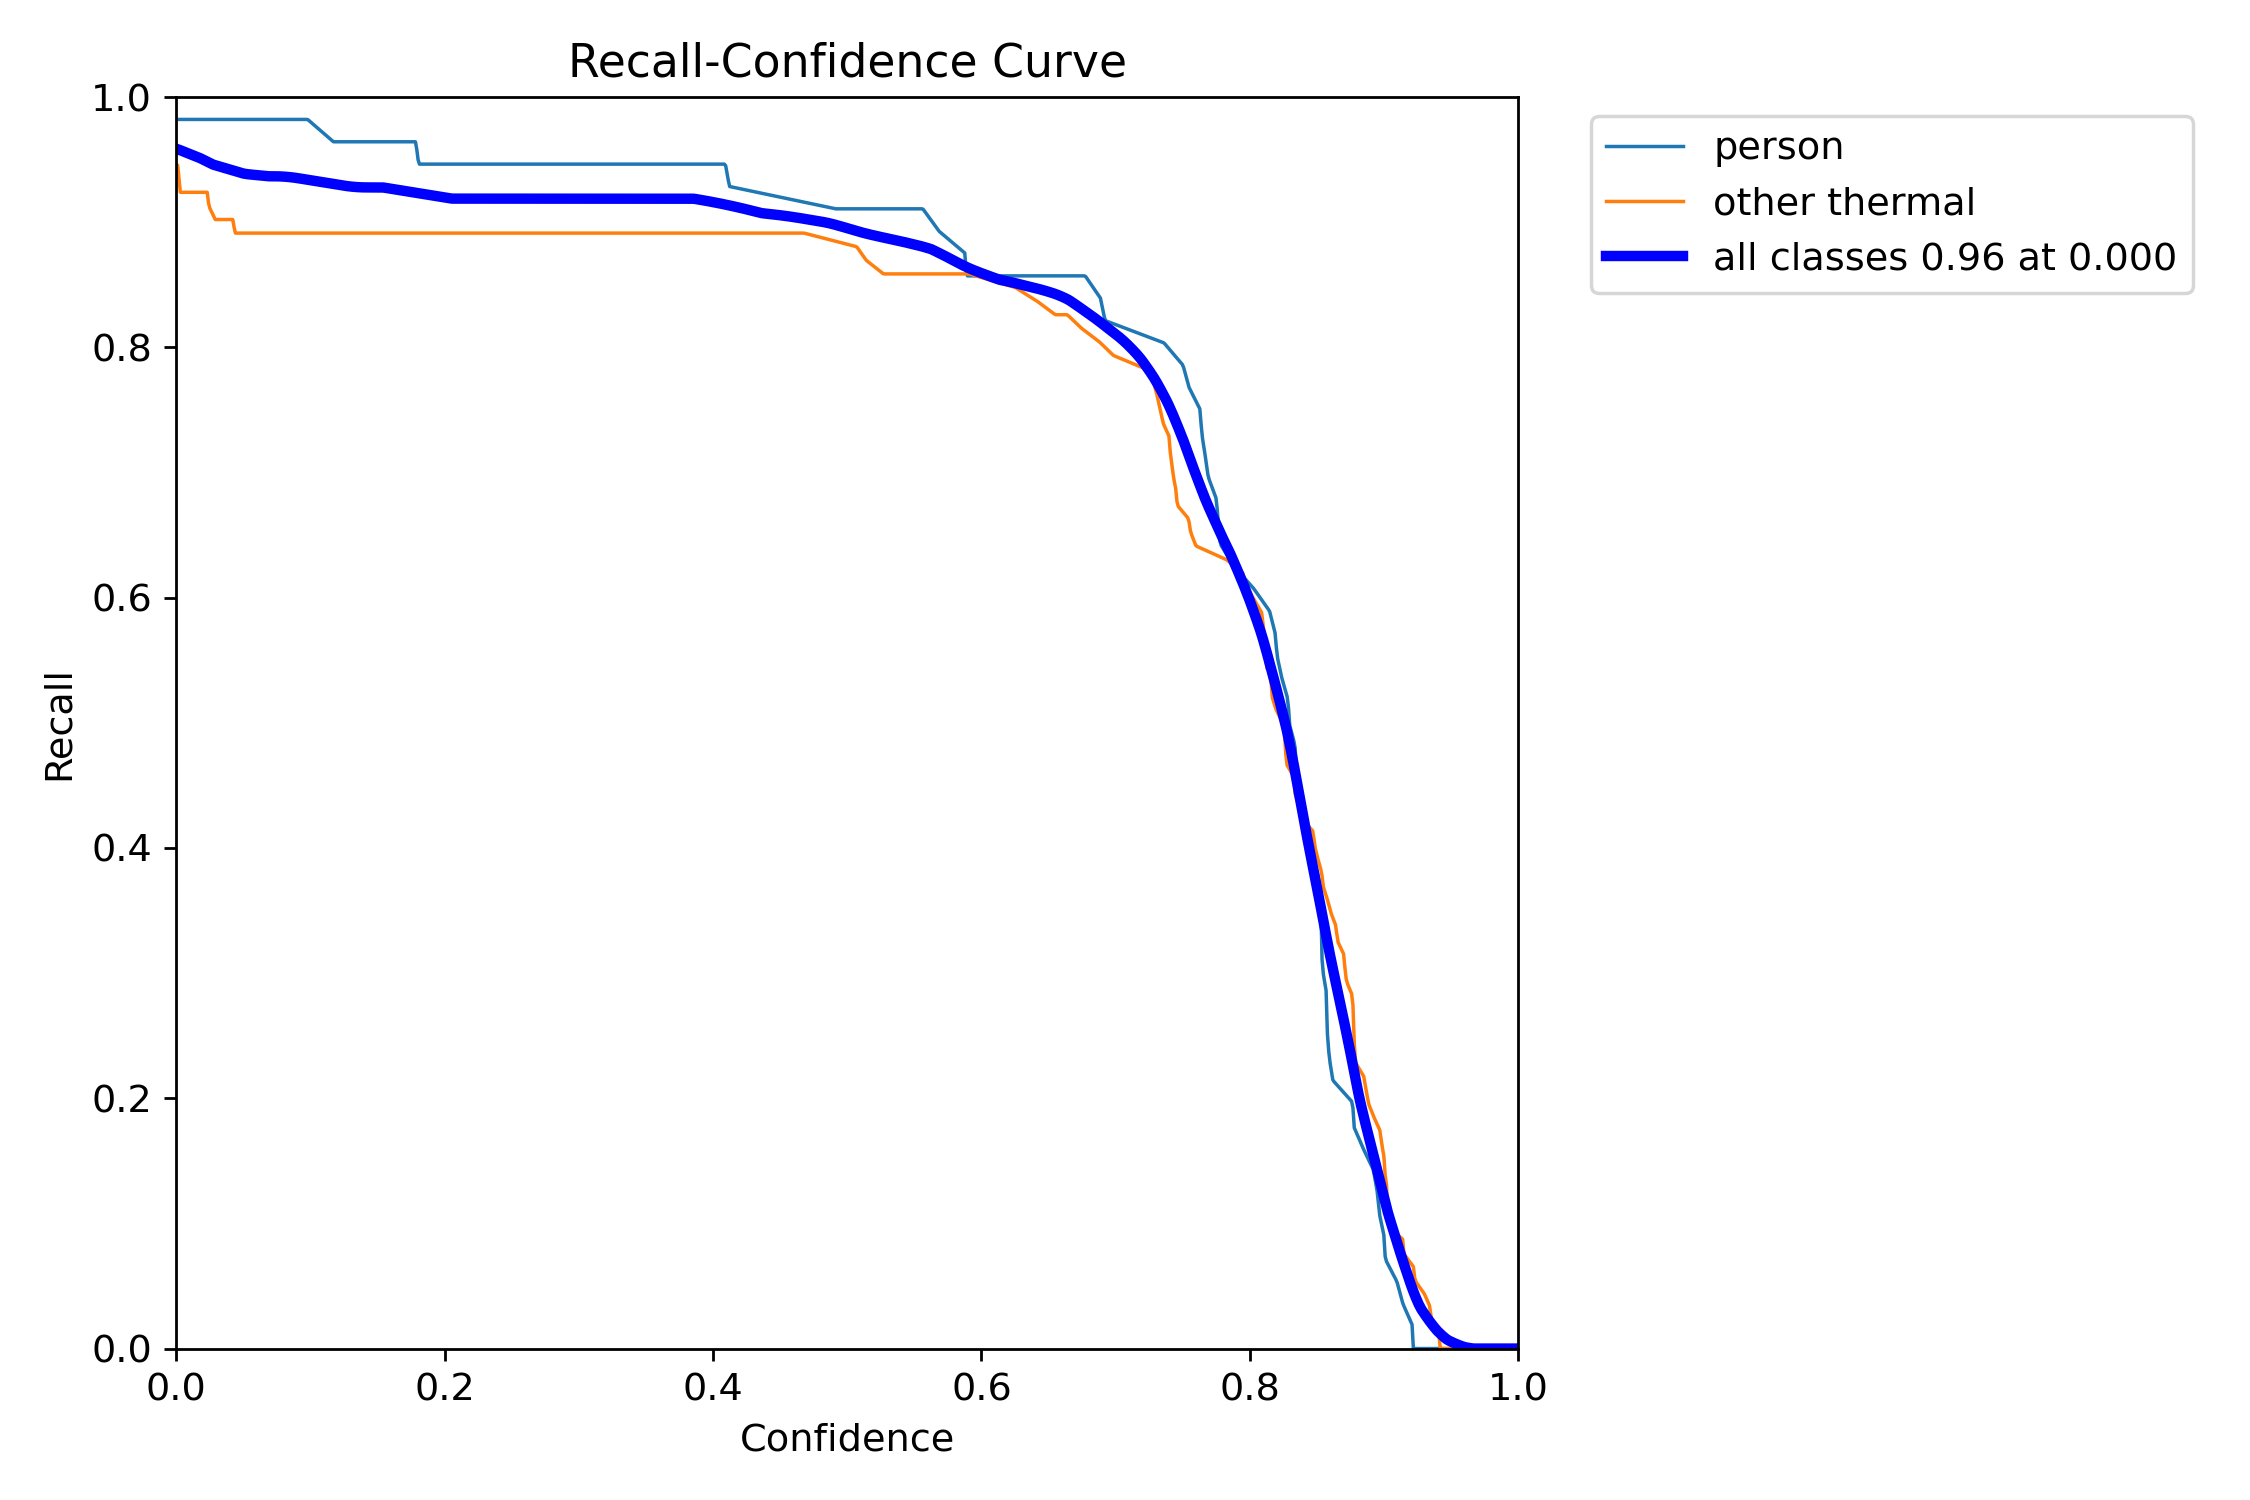 Recall-Confidence Curve
1.0
0.8
0.6
0.4
0.2
0.0
Recall
0.0 0.2 0.4 0.6 0.8 1.0
Confidence
person
other thermal
all classes 0.96 at 0.000